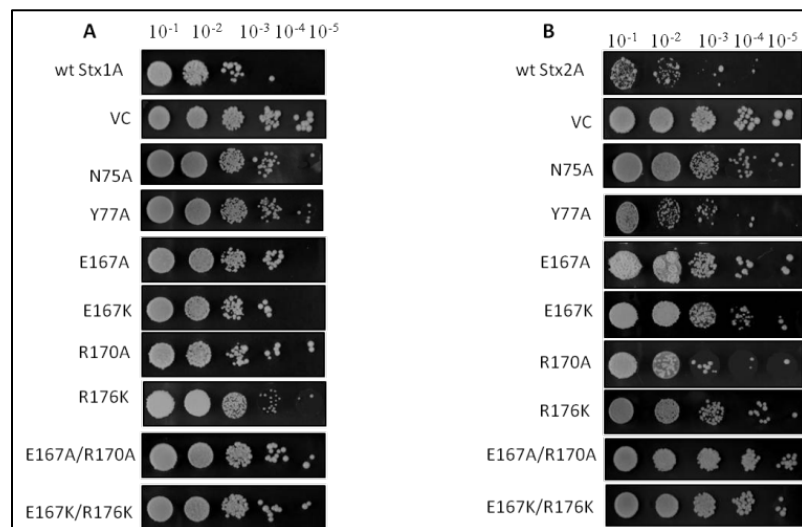 A 10⁻¹ 10⁻² 10⁻³ 10⁻⁴ 10⁻⁵
wt Stx1A
VC
N75A
Y77A
E167A
E167K
R170A
R176K
E167A/R170A
E167K/R176K
B 10⁻¹ 10⁻² 10⁻³ 10⁻⁴ 10⁻⁵
wt Stx2A
VC
N75A
Y77A
E167A
E167K
R170A
R176K
E167A/R170A
E167K/R176K